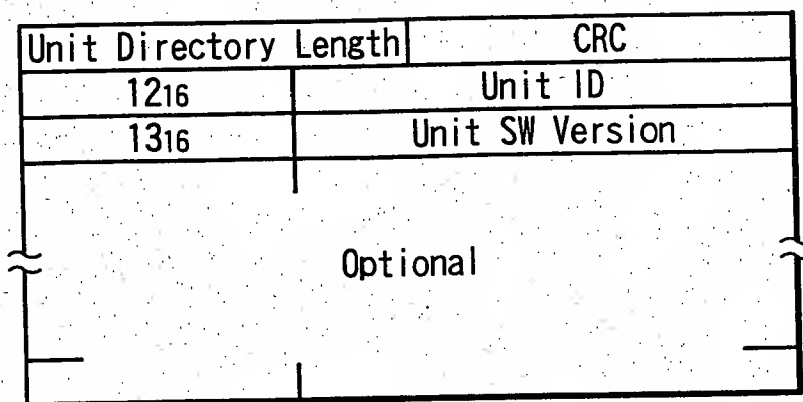 Unit Directory Length CRC
12₁₆ Unit ID
13₁₆ Unit SW Version
Optional